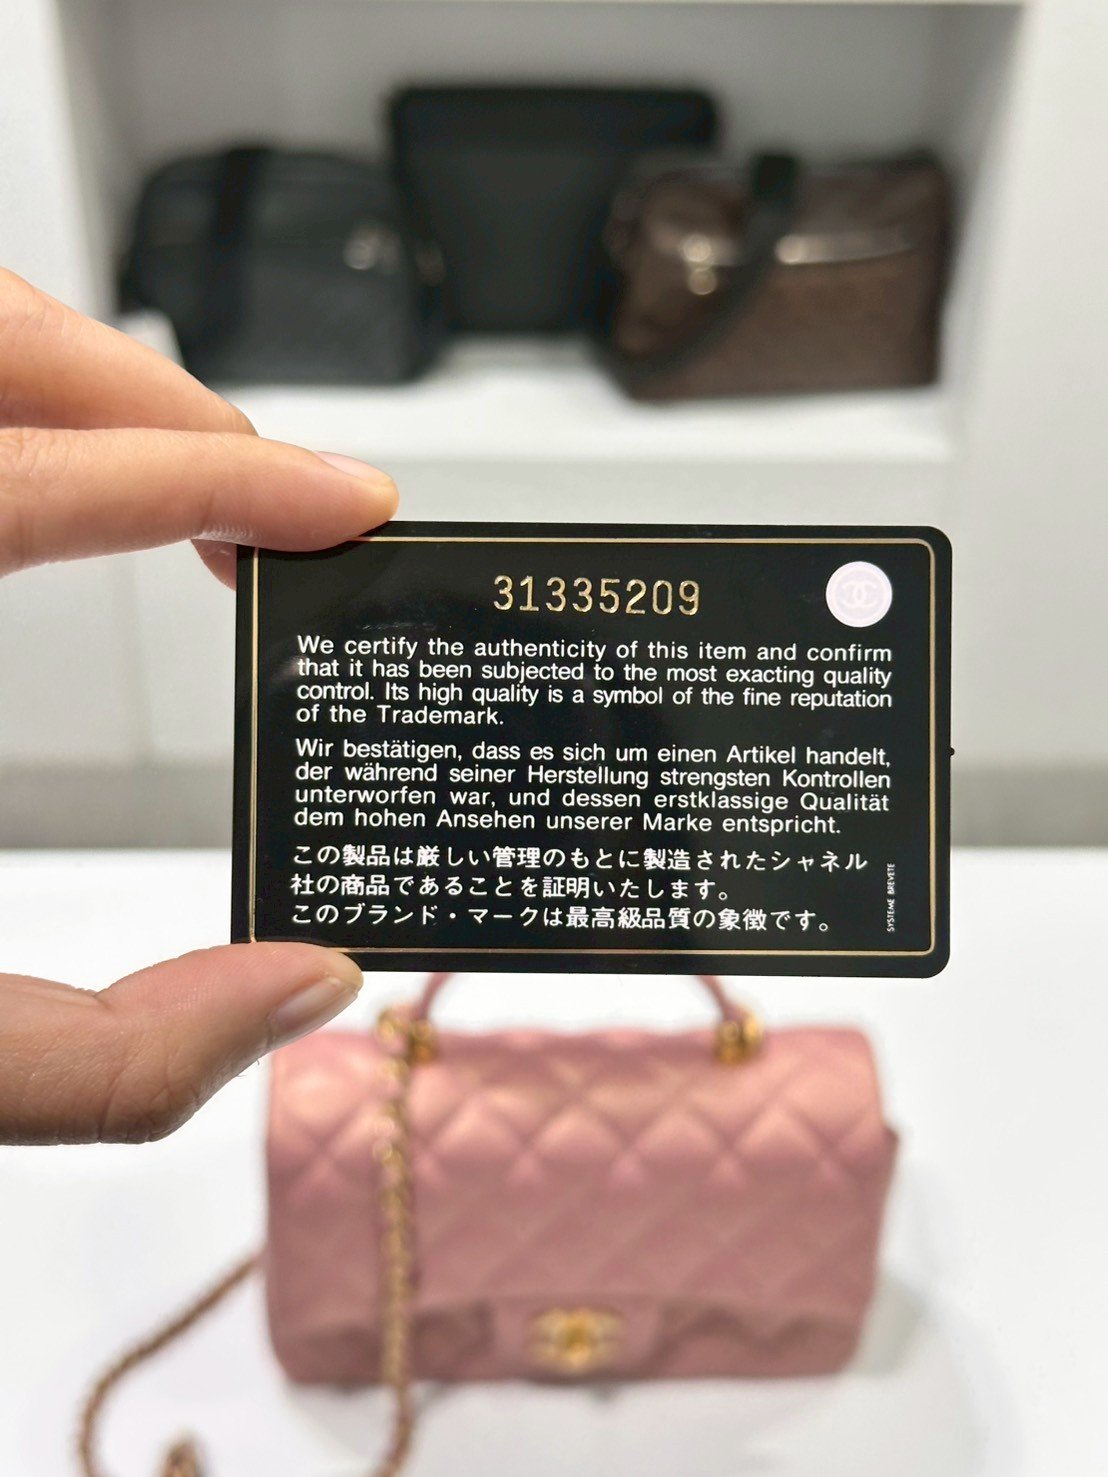 31335209
We certify the authenticity of this item and confirm
that it has been subjected to the most exacting quality
control. Its high quality is a symbol of the fine reputation
of the Trademark.
Wir bestätigen, dass es sich um einen Artikel handelt,
der während seiner Herstellung strengsten Kontrollen
unterworfen war, und dessen erstklassige Qualität
dem hohen Ansehen unserer Marke entspricht.
この製品は厳しい管理のもとに製造されたシャネル
社の商品であることを証明いたします。
このブランド・マークは最高級品質の象徴です。
SYSTEME BREVETE